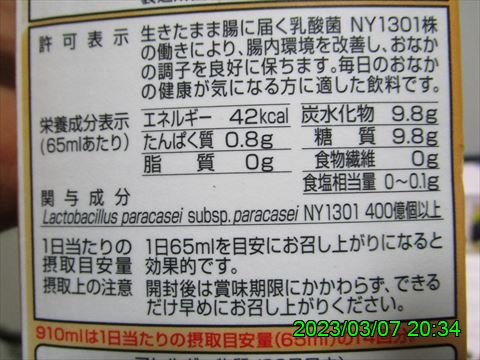 許可表示 生きたまま腸に届く乳酸菌 NY1301株
の働きにより、腸内環境を改善し、おなか
の調子を良好に保ちます。毎日のおなか
の健康が気になる方に適した飲料です。
栄養成分表示
(65mlあたり)
エネルギー 42kcal 炭水化物 9.8g
たんぱく質 0.8g 糖質 9.8g
脂質 0g 食物繊維 0g
食塩相当量 0～0.1g
関与成分
Lactobacillus paracasei subsp. paracasei NY1301 400億個以上
1日当たりの
摂取目安量
1日65mlを目安にお召し上がりになると
効果的です。
摂取上の注意 開封後は賞味期限にかかわらず、できる
だけ早めにお召し上がりください。
910mlは1日当たりの摂取目安量(65ml)の14回分
2023/03/07 20:34